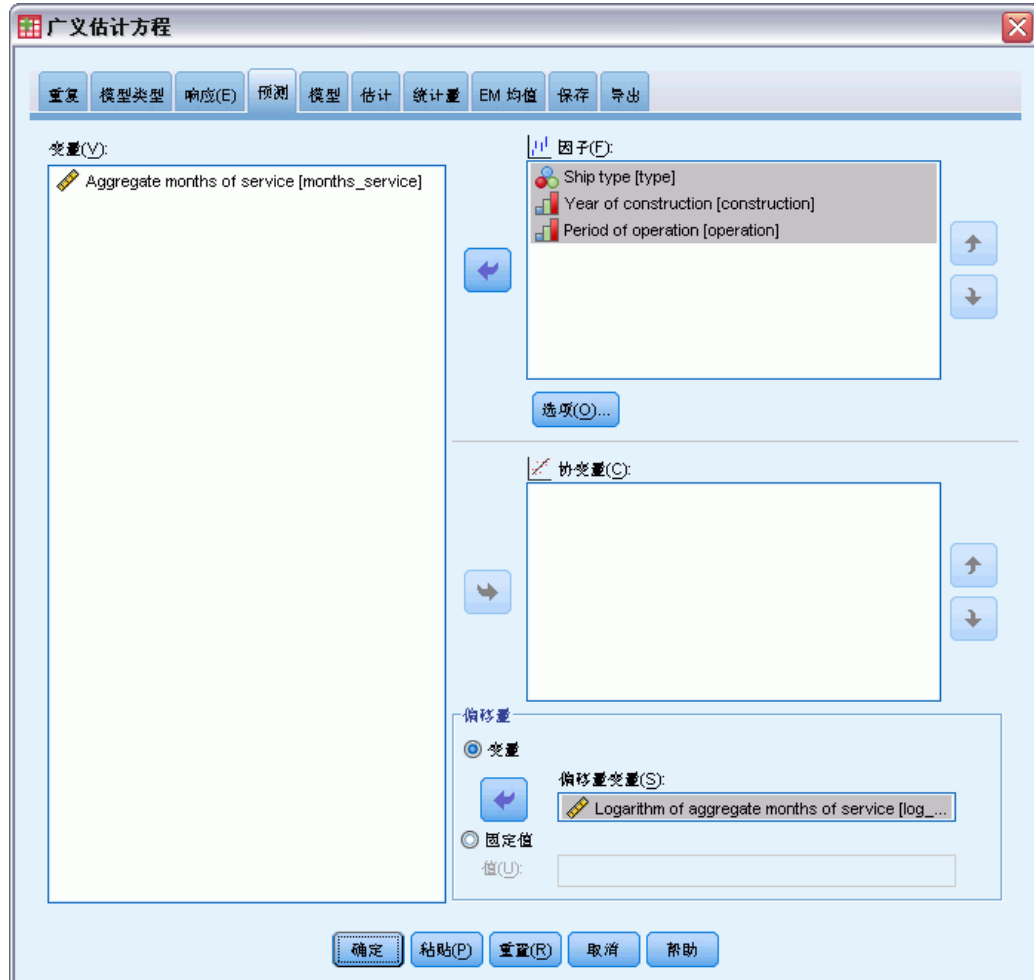 广义估计方程
重复 模型类型 响应(E) 预测 模型 估计 统计量 EM 均值 保存 导出
变量(V):
Aggregate months of service [months_service]
因子(F):
Ship type [type]
Year of construction [construction]
Period of operation [operation]
选项(O)...
协变量(C):
偏移量
变量
偏移量变量(S):
Logarithm of aggregate months of service [log_...
固定值
值(U):
确定 粘贴(P) 重置(R) 取消 帮助